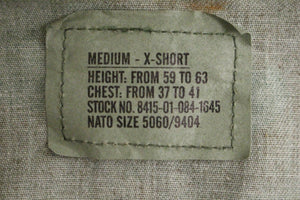 MEDIUM - X-SHORT
HEIGHT: FROM 59 TO 63
CHEST: FROM 37 TO 41
STOCK NO. 8415-01-084-1645
NATO SIZE 5060/9404